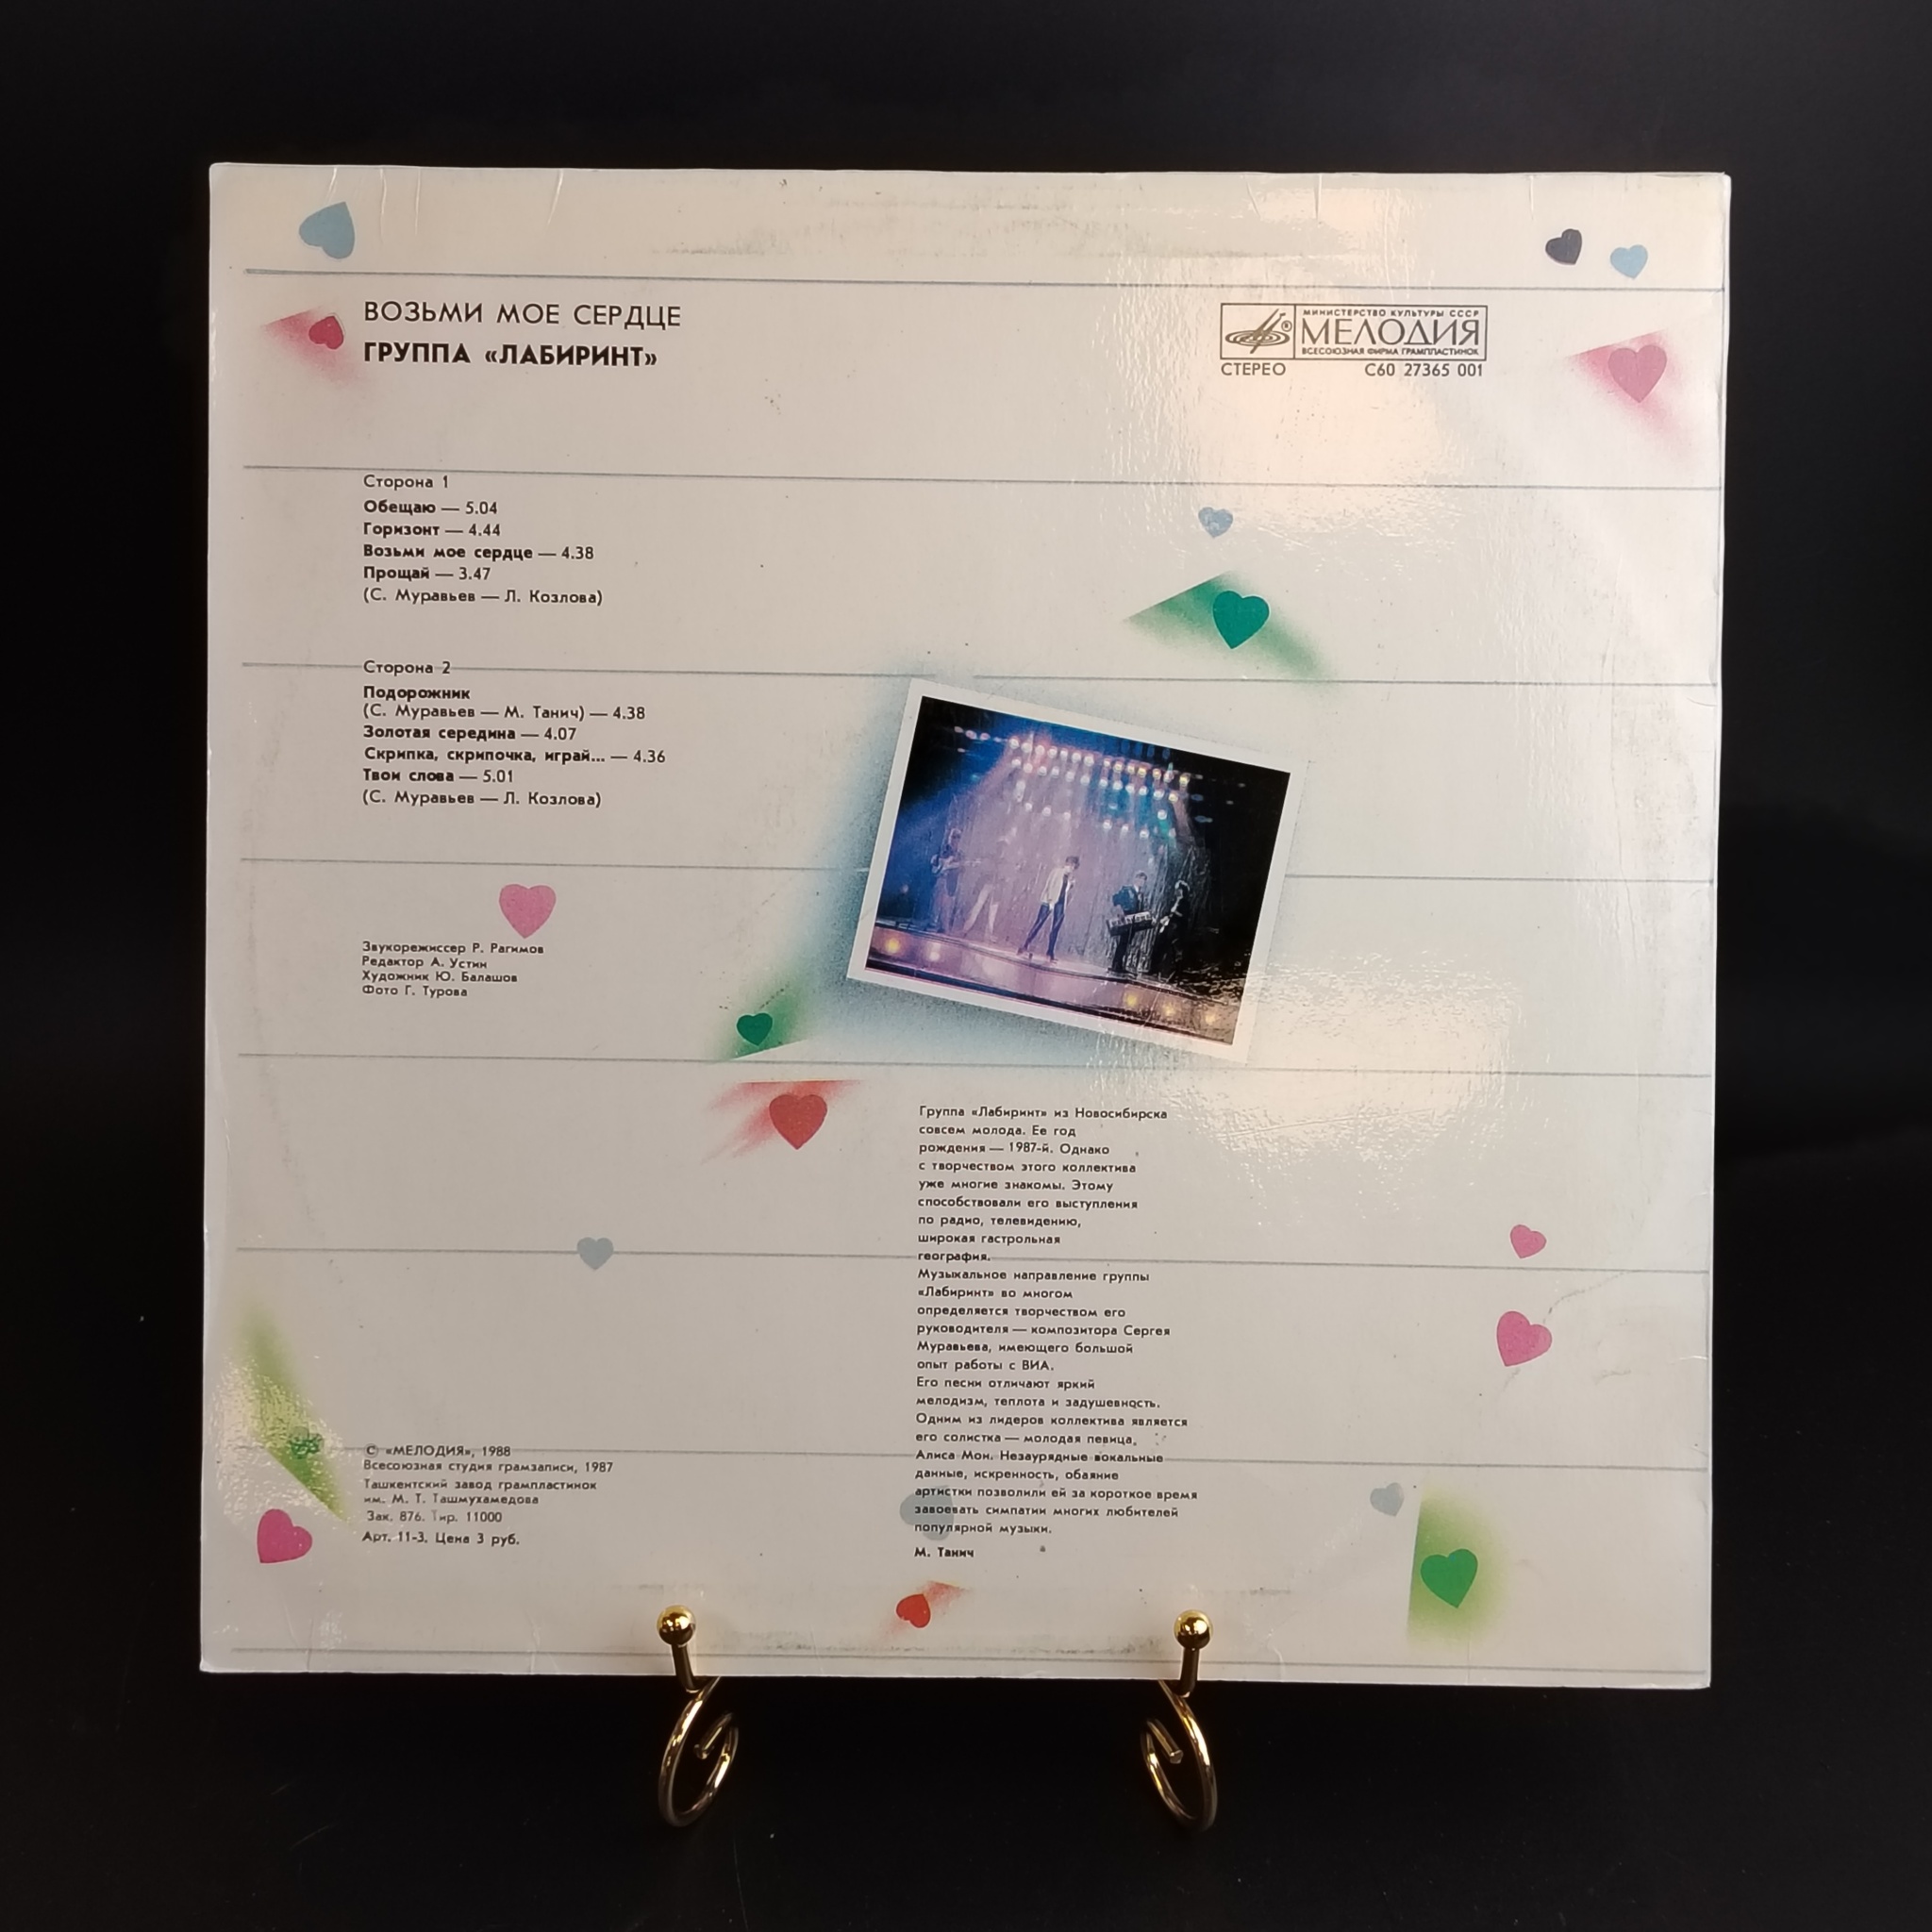 ВОЗЬМИ МОЕ СЕРДЦЕ
ГРУППА «ЛАБИРИНТ»
МИНИСТЕРСТВО КУЛЬТУРЫ СССР
МЕЛОДИЯ
ВСЕСОЮЗНАЯ ФИРМА ГРАМПЛАСТИНОК
®
СТЕРЕО С60 27365 001
Сторона 1
Обещаю — 5.04
Горизонт — 4.44
Возьми мое сердце — 4.38
Прощай — 3.47
(С. Муравьев — Л. Козлова)
Сторона 2
Подорожник
(С. Муравьев — М. Танич) — 4.38
Золотая середина — 4.07
Скрипка, скрипочка, играй... — 4.36
Твои слова — 5.01
(С. Муравьев — Л. Козлова)
Звукорежиссер Р. Рагимов
Редактор А. Устин
Художник Ю. Балашов
Фото Г. Турова
Группа «Лабиринт» из Новосибирска
совсем молода. Ее год
рождения — 1987-й. Однако
с творчеством этого коллектива
уже многие знакомы. Этому
способствовали его выступления
по радио, телевидению,
широкая гастрольная
география.
Музыкальное направление группы
«Лабиринт» во многом
определяется творчеством его
руководителя — композитора Сергея
Муравьева, имеющего большой
опыт работы с ВИА.
Его песни отличают яркий
мелодизм, теплота и задушевность.
Одним из лидеров коллектива является
его солистка — молодая певица,
Алиса Мон. Незаурядные вокальные
данные, искренность, обаяние
артистки позволили ей за короткое время
завоевать симпатии многих любителей
популярной музыки.
М. Танич
© «МЕЛОДИЯ», 1988
Всесоюзная студия грамзаписи, 1987
Ташкентский завод грампластинок
им. М. Т. Ташмухамедова
Зак. 876. Тир. 11000
Арт. 11-3. Цена 3 руб.